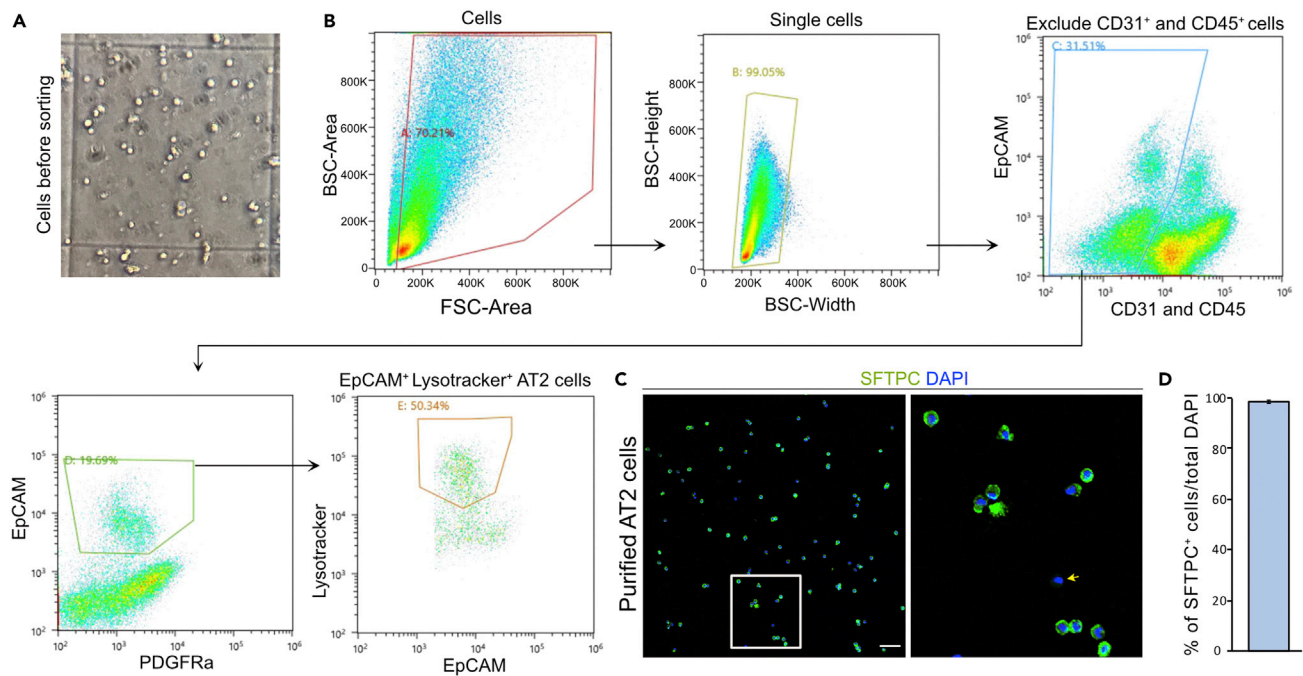 A
Cells before sorting
B
Cells
BSC-Area
800K
600K
400K
200K
0
A: 70.21%
0
200K
400K
600K
800K
FSC-Area
Single cells
BSC-Height
800K
600K
400K
200K
0
B: 99.05%
0
200K
400K
600K
800K
BSC-Width
Exclude CD31⁺ and CD45⁺ cells
EpCAM
10⁶
10⁵
10⁴
10³
10²
C: 31.51%
10²
10³
10⁴
10⁵
10⁶
CD31 and CD45
EpCAM
10⁶
10⁵
10⁴
10³
10²
D: 19.69%
10²
10³
10⁴
10⁵
10⁶
PDGFRa
EpCAM⁺ Lysotracker⁺ AT2 cells
Lysotracker
10⁶
10⁵
10⁴
10³
10²
E: 50.34%
10²
10³
10⁴
10⁵
10⁶
EpCAM
C
SFTPC DAPI
Purified AT2 cells
D
% of SFTPC⁺ cells/total DAPI
100
80
60
40
20
0